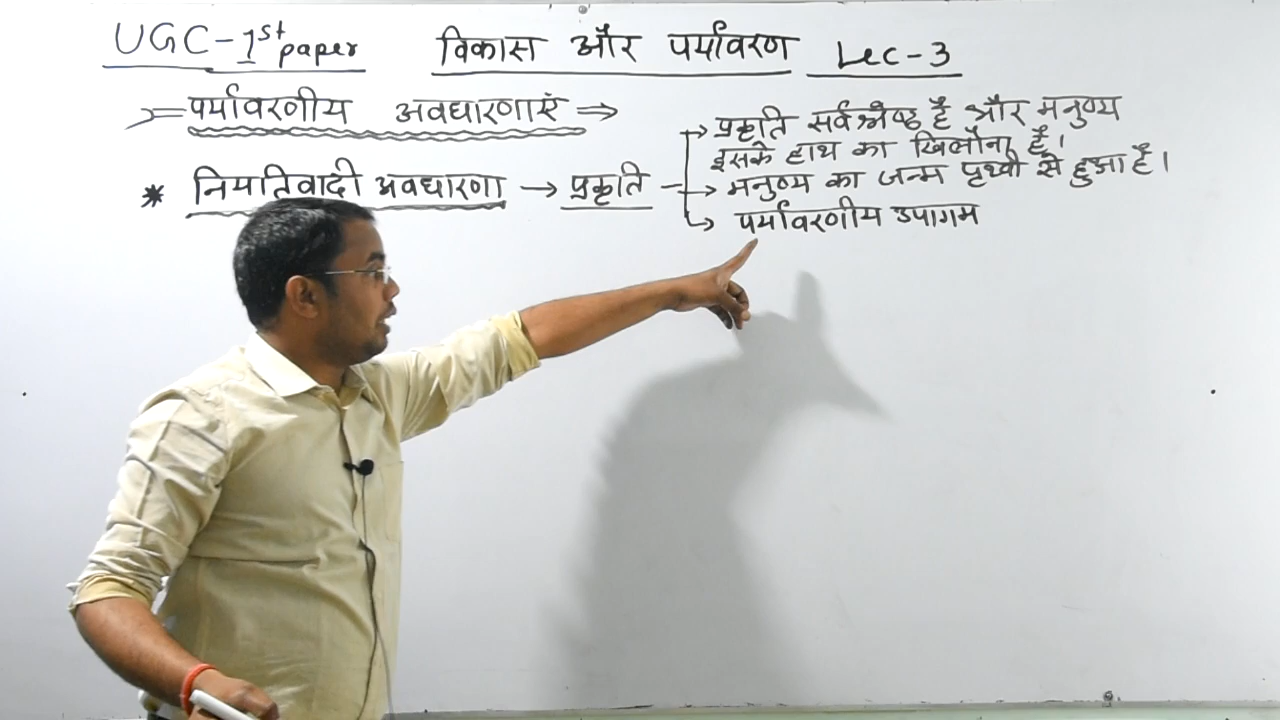 UGC-1st paper विकास और पर्यावरण Lec-3
पर्यावरणीय अवधारणाएं ⇒
* नियतिवादी अवधारणा → प्रकृति
→ प्रकृति सर्वश्रेष्ठ है और मनुष्य
इसके हाथ का खिलौना है।
→ मनुष्य का जन्म पृथ्वी से हुआ है।
→ पर्यावरणीय उपागम